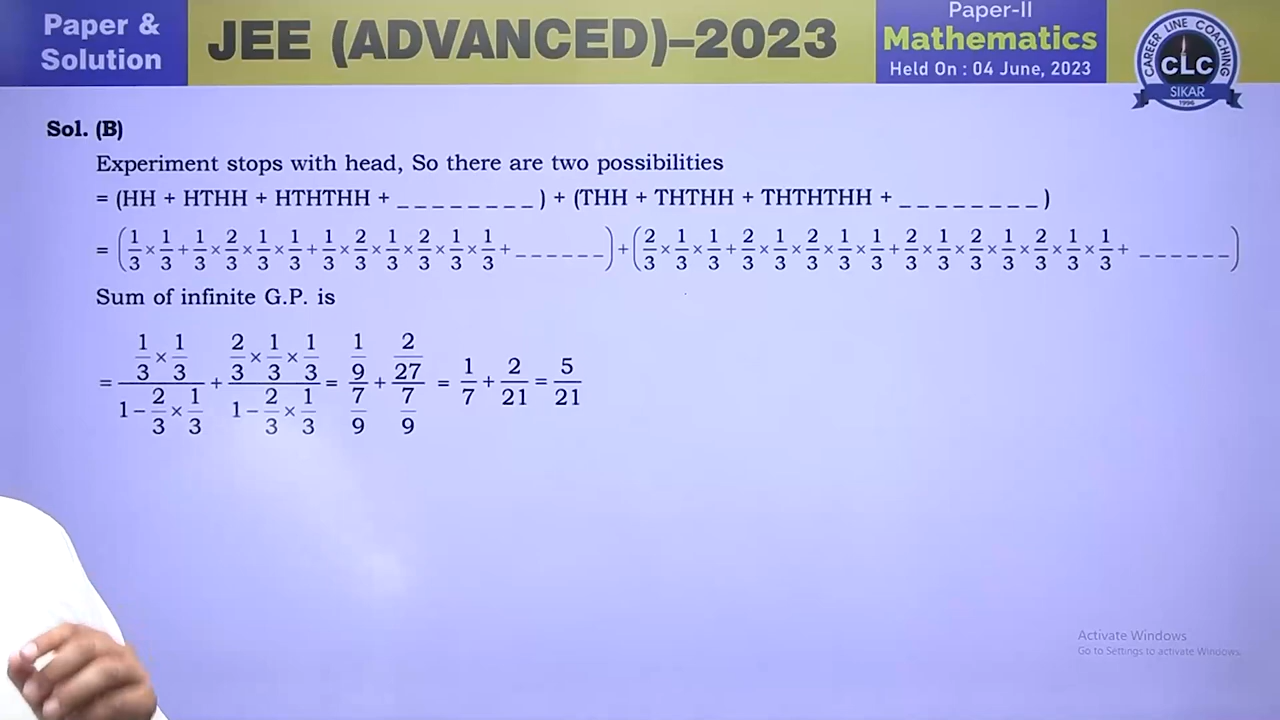 Paper &
Solution
JEE (ADVANCED)–2023
Paper-II
Mathematics
Held On : 04 June, 2023
CAREER LINE COACHING
CLC
SIKAR
1996
Sol. (B)
Experiment stops with head, So there are two possibilities
= (HH + HTHH + HTHTHH + _ _ _ _ _ _ _ _ ) + (THH + THTHH + THTHTHH + _ _ _ _ _ _ _ _ )
= (1/3 × 1/3 + 1/3 × 2/3 × 1/3 × 1/3 + 1/3 × 2/3 × 1/3 × 2/3 × 1/3 × 1/3 + _ _ _ _ _ _) + (2/3 × 1/3 × 1/3 + 2/3 × 1/3 × 2/3 × 1/3 × 1/3 + 2/3 × 1/3 × 2/3 × 1/3 × 2/3 × 1/3 × 1/3 + _ _ _ _ _ _)
Sum of infinite G.P. is
= (1/3 × 1/3)/(1 – 2/3 × 1/3) + (2/3 × 1/3 × 1/3)/(1 – 2/3 × 1/3) = (1/9)/(7/9) + (2/27)/(7/9) = 1/7 + 2/21 = 5/21
Activate Windows
Go to Settings to activate Windows.